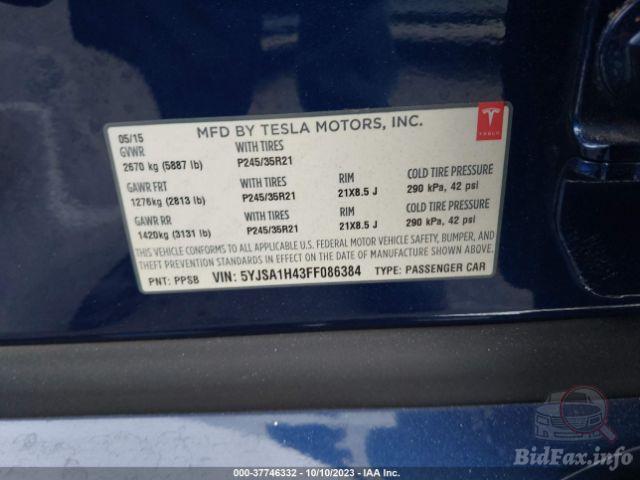 05/15
MFD BY TESLA MOTORS, INC.
GVWR WITH TIRES
2670 kg (5887 lb) P245/35R21
GAWR FRT WITH TIRES RIM COLD TIRE PRESSURE
1276kg (2813 lb) P245/35R21 21X8.5 J 290 kPa, 42 psi
GAWR RR WITH TIRES RIM COLD TIRE PRESSURE
1420kg (3131 lb) P245/35R21 21X8.5 J 290 kPa, 42 psi
THIS VEHICLE CONFORMS TO ALL APPLICABLE U.S. FEDERAL MOTOR VEHICLE SAFETY, BUMPER, AND
THEFT PREVENTION STANDARDS IN EFFECT ON THE DATE OF MANUFACTURE SHOWN ABOVE.
PNT: PPSB VIN: 5YJSA1H43FF086384 TYPE: PASSENGER CAR
TESLA
BidFax.info
000-37746332 - 10/10/2023 - IAA Inc.